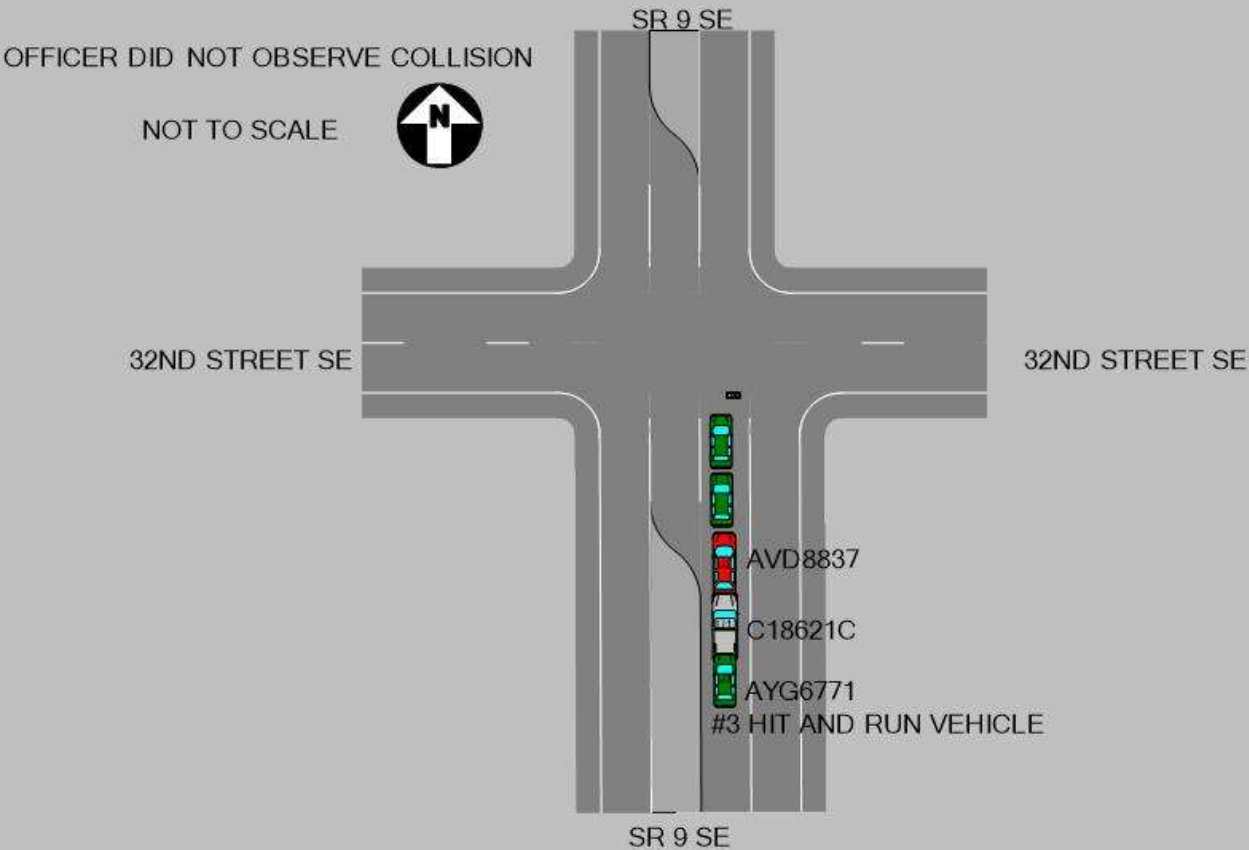 SR 9 SE
OFFICER DID NOT OBSERVE COLLISION
N
NOT TO SCALE
32ND STREET SE
32ND STREET SE
AVD8837
C18621C
AYG6771
#3 HIT AND RUN VEHICLE
SR 9 SE